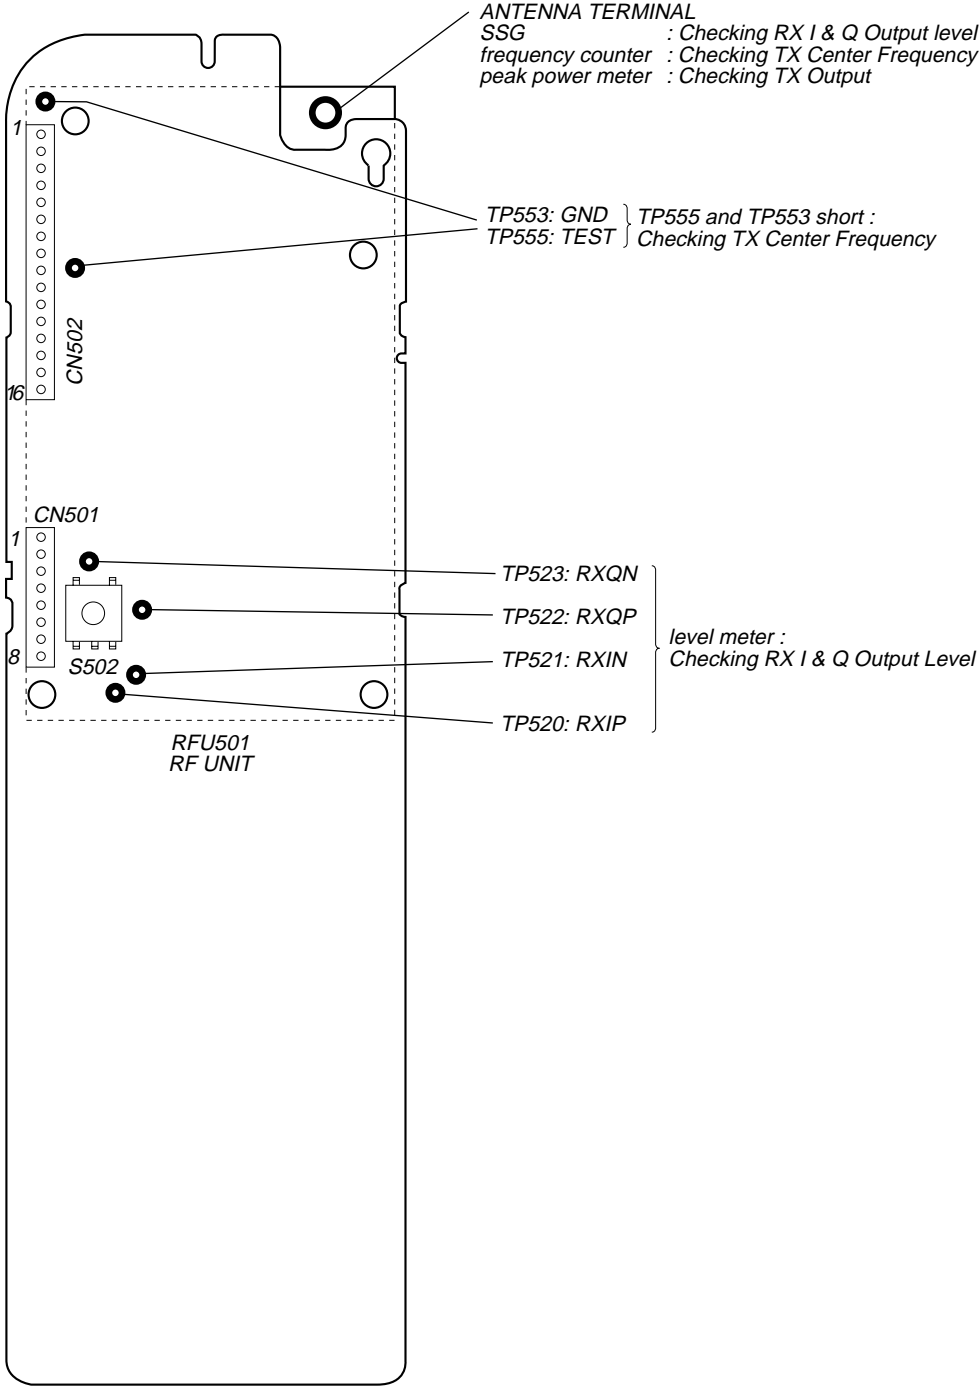 ANTENNA TERMINAL
SSG : Checking RX I & Q Output level
frequency counter : Checking TX Center Frequency
peak power meter : Checking TX Output
1
TP553: GND
TP555: TEST
TP555 and TP553 short :
Checking TX Center Frequency
CN502
16
CN501
1
TP523: RXQN
TP522: RXQP
level meter :
Checking RX I & Q Output Level
TP521: RXIN
8
S502
TP520: RXIP
RFU501
RF UNIT